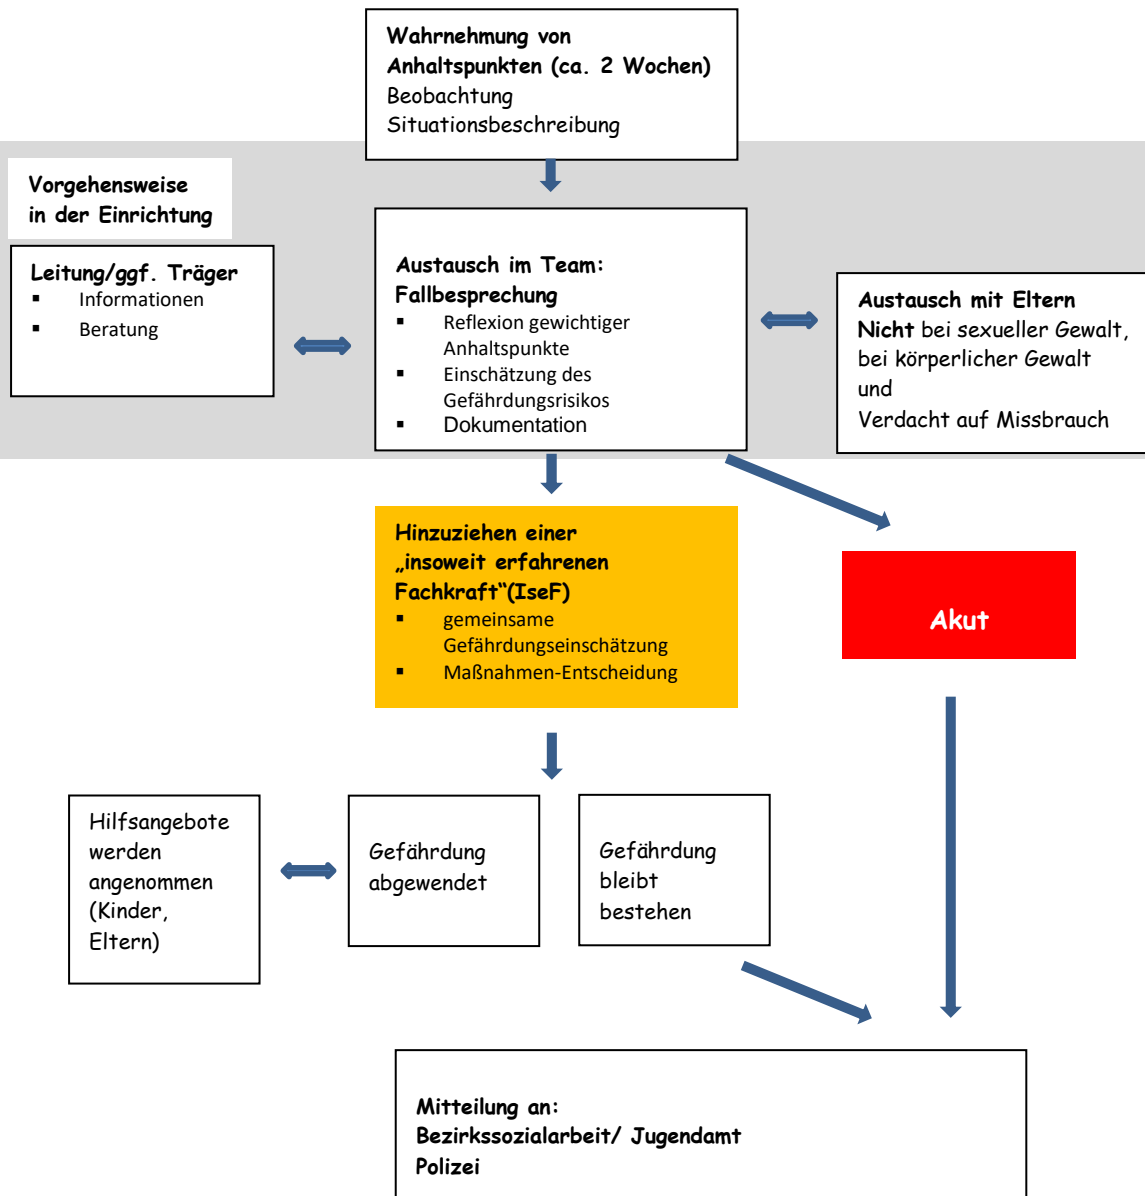 Wahrnehmung von
Anhaltspunkten (ca. 2 Wochen)
Beobachtung
Situationsbeschreibung
Vorgehensweise
in der Einrichtung
Leitung/ggf. Träger
▪ Informationen
▪ Beratung
Austausch im Team:
Fallbesprechung
▪ Reflexion gewichtiger
Anhaltspunkte
▪ Einschätzung des
Gefährdungsrisikos
▪ Dokumentation
Austausch mit Eltern
Nicht bei sexueller Gewalt,
bei körperlicher Gewalt
und
Verdacht auf Missbrauch
Hinzuziehen einer
„insoweit erfahrenen
Fachkraft“(IseF)
▪ gemeinsame
Gefährdungseinschätzung
▪ Maßnahmen-Entscheidung
Akut
Hilfsangebote
werden
angenommen
(Kinder,
Eltern)
Gefährdung
abgewendet
Gefährdung
bleibt
bestehen
Mitteilung an:
Bezirkssozialarbeit/ Jugendamt
Polizei